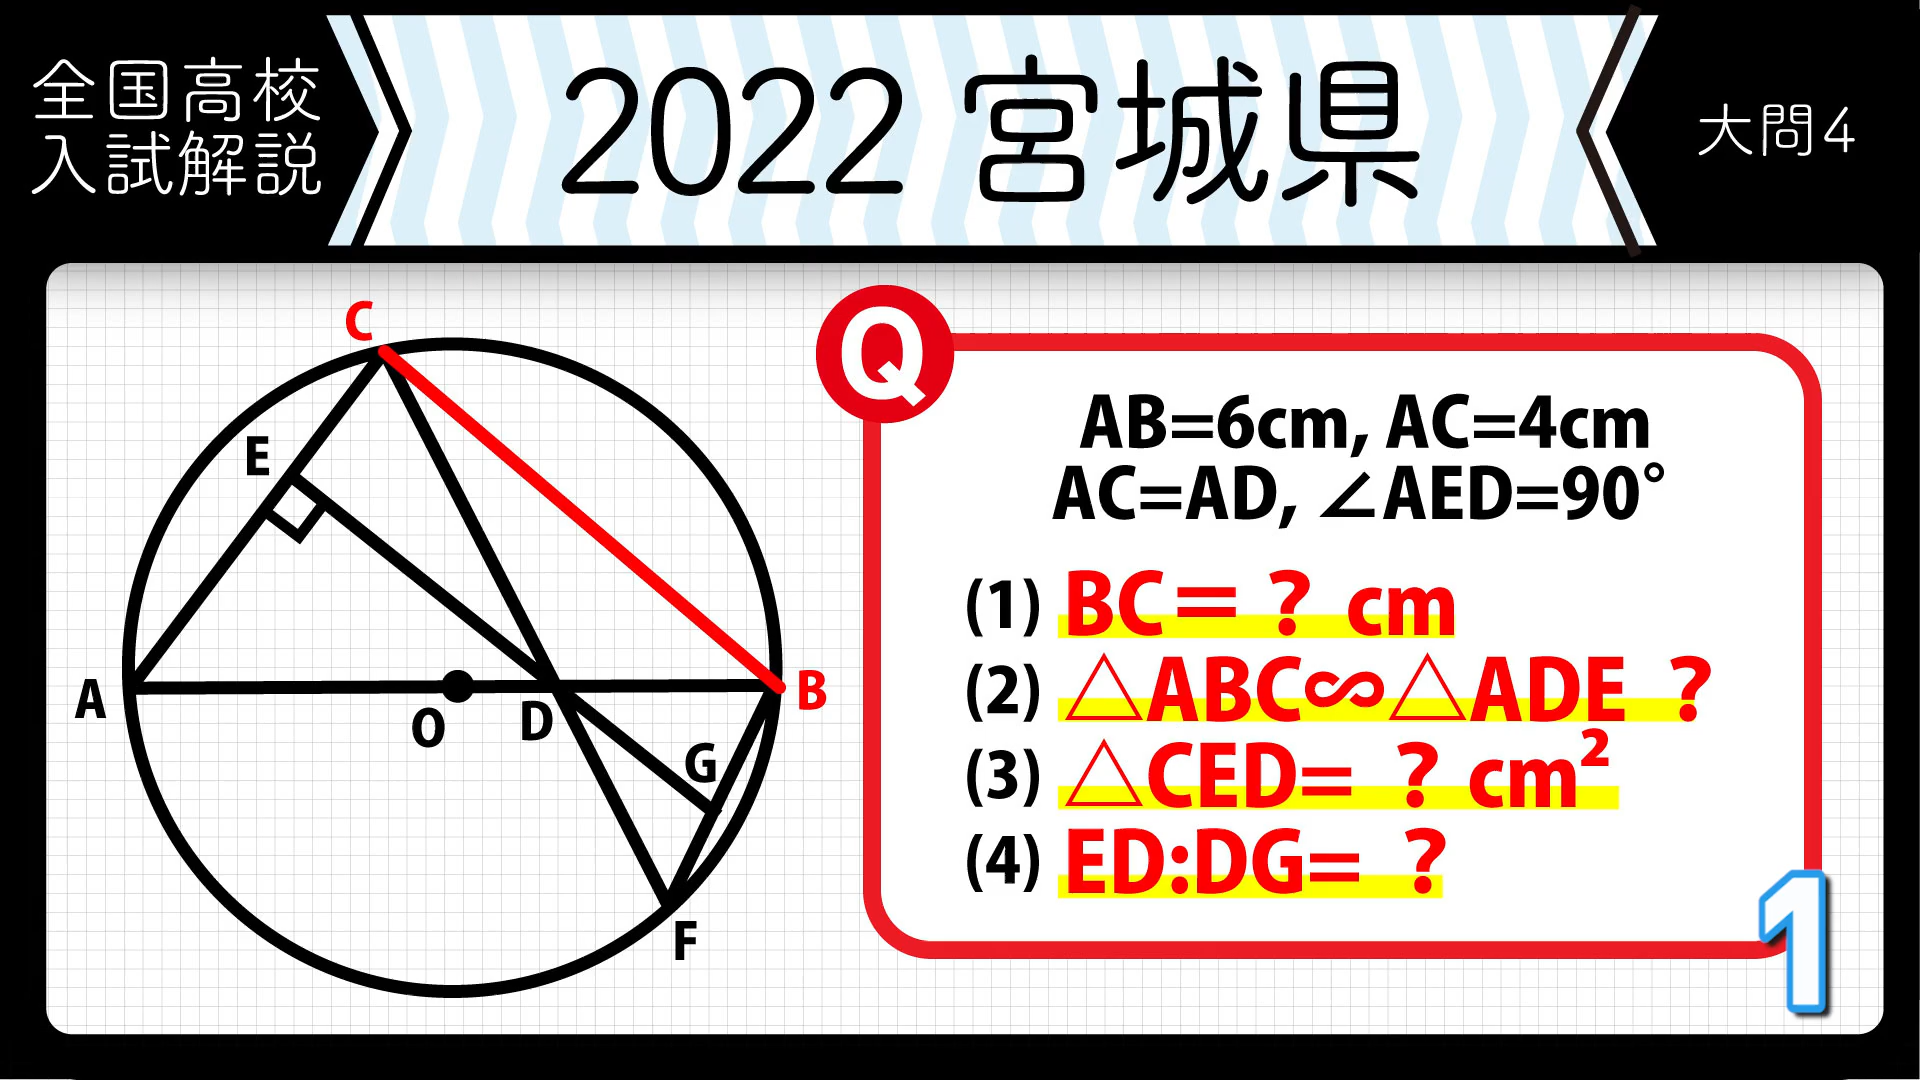 全国高校
入試解説
2022 宮城県
大問4
C
E
A
O
D
B
G
F
Q
AB=6cm, AC=4cm
AC=AD, ∠AED=90°
(1) BC=？cm
(2) △ABC∽△ADE ？
(3) △CED= ？cm²
(4) ED:DG= ？
1